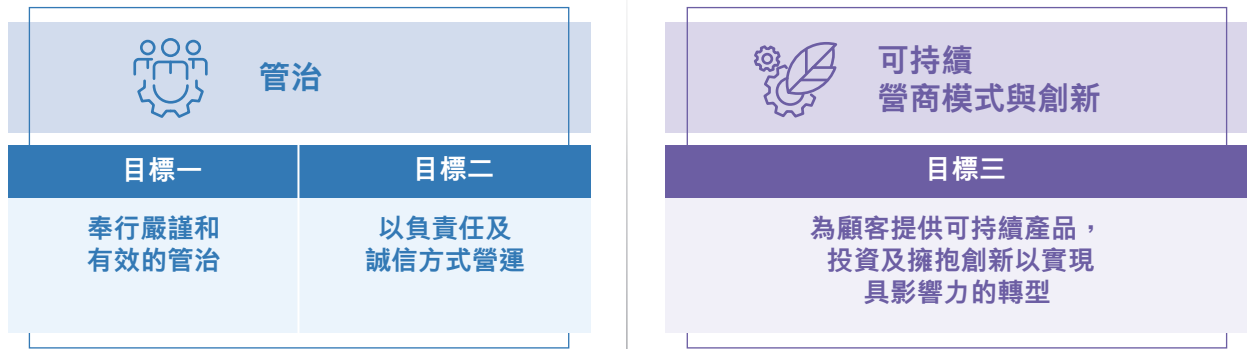 管治
目標一
奉行嚴謹和
有效的管治
目標二
以負責任及
誠信方式營運
可持續
營商模式與創新
目標三
為顧客提供可持續產品，
投資及擁抱創新以實現
具影響力的轉型